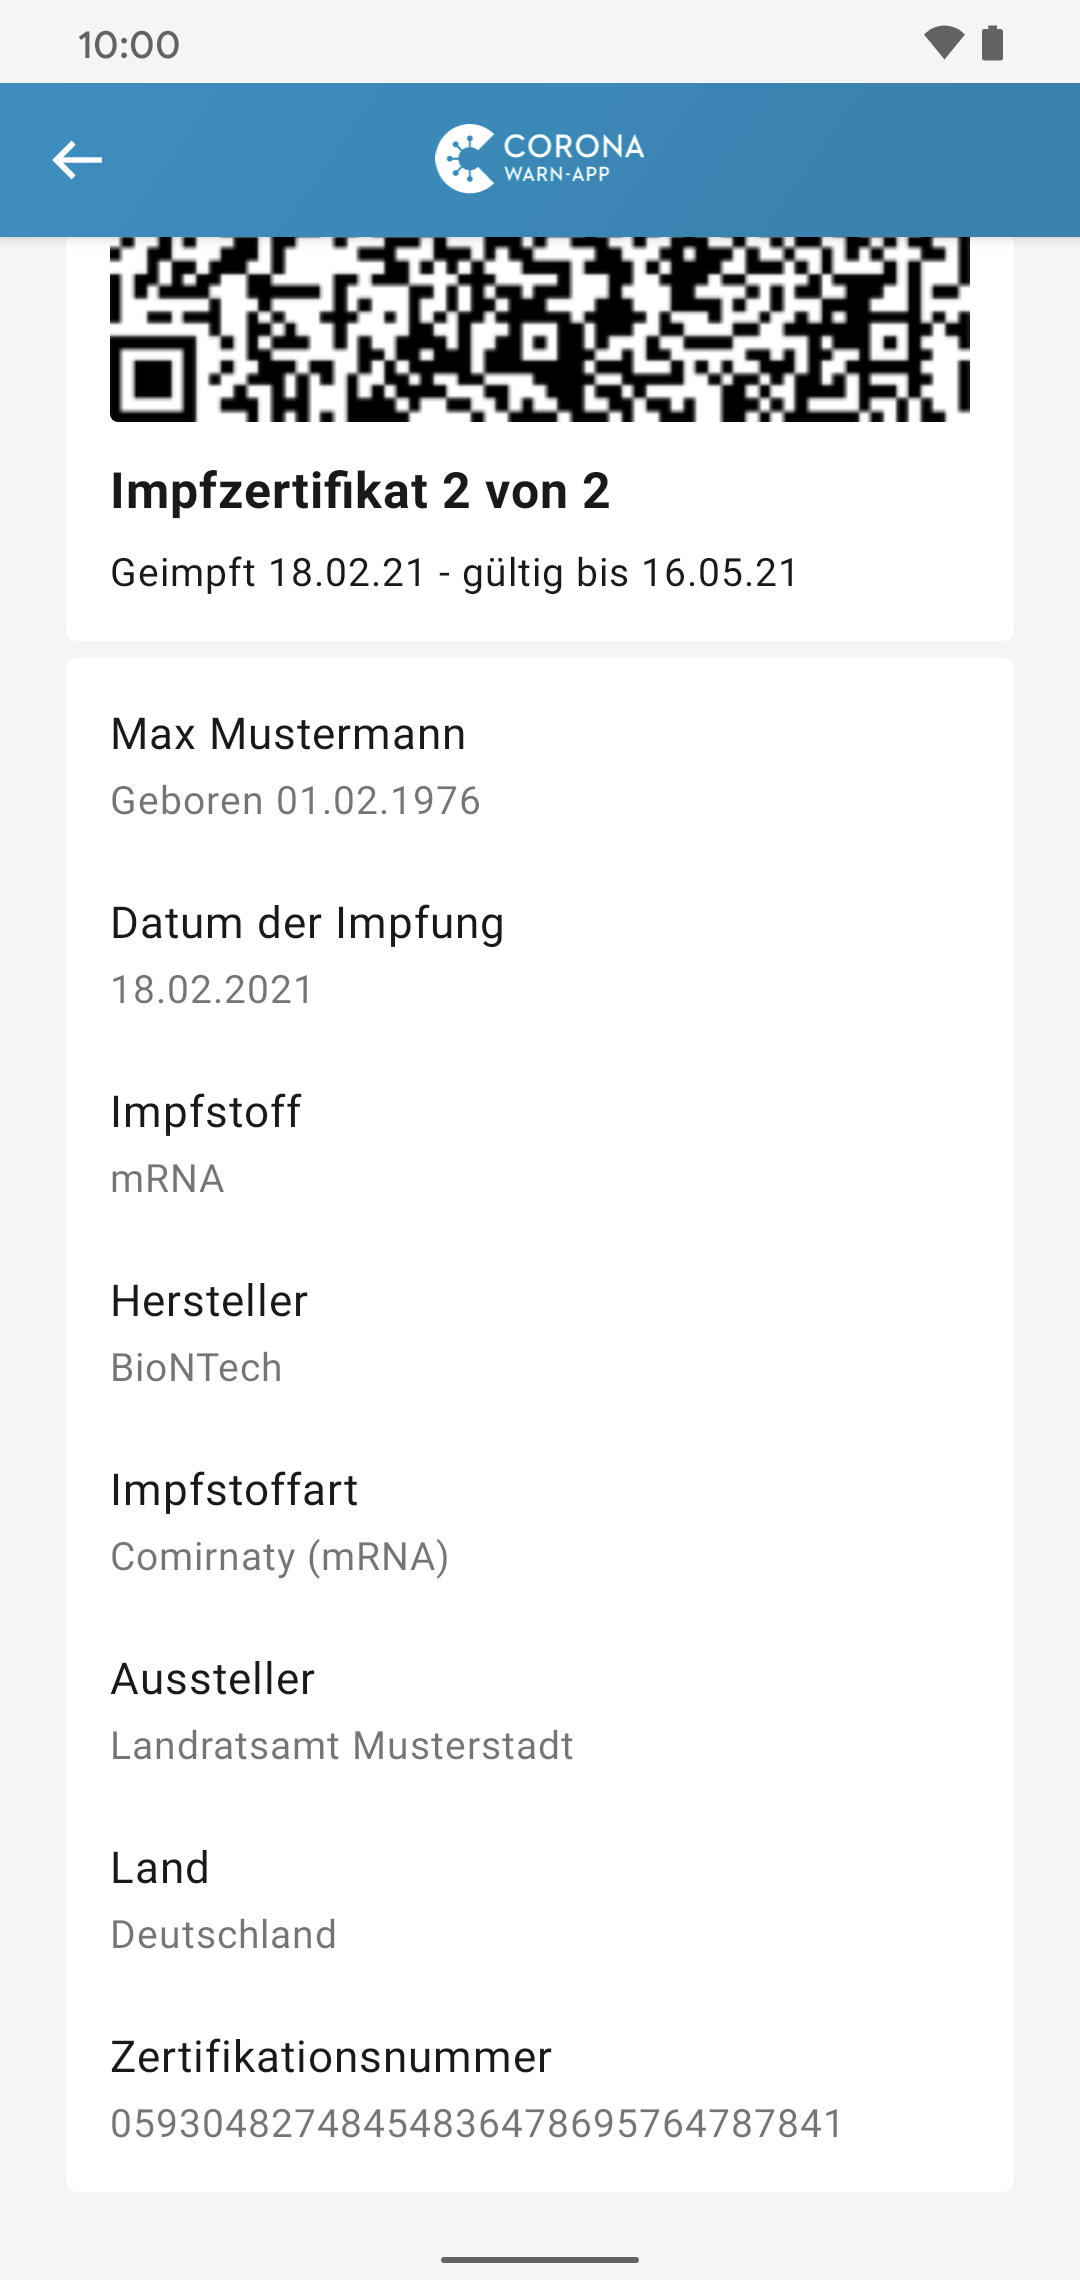 10:00
CORONA
WARN-APP
Impfzertifikat 2 von 2
Geimpft 18.02.21 - gültig bis 16.05.21
Max Mustermann
Geboren 01.02.1976
Datum der Impfung
18.02.2021
Impfstoff
mRNA
Hersteller
BioNTech
Impfstoffart
Comirnaty (mRNA)
Aussteller
Landratsamt Musterstadt
Land
Deutschland
Zertifikationsnummer
05930482748454836478695764787841